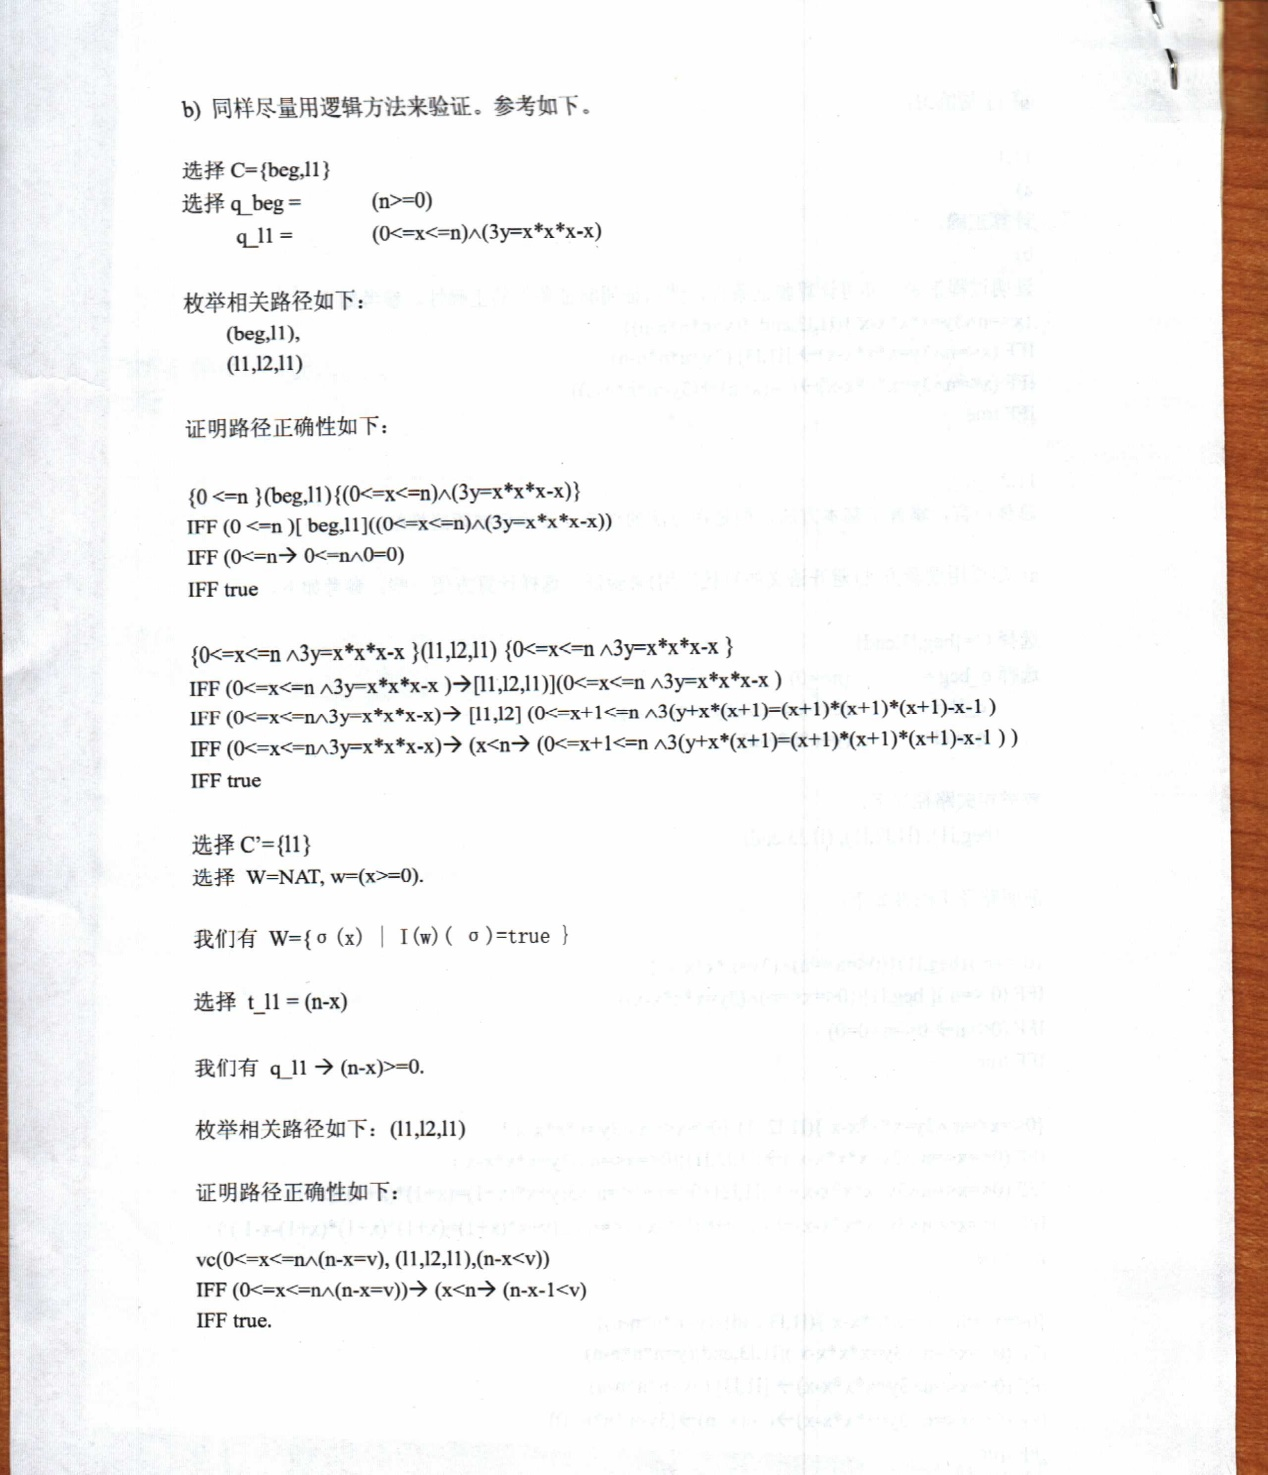 b) 同样尽量用逻辑方法来验证。参考如下。
选择 C={beg,l1}
选择 q_beg = (n>=0)
q_l1 = (0<=x<=n)∧(3y=x*x*x-x)
枚举相关路径如下:
(beg,l1),
(l1,l2,l1)
证明路径正确性如下:
{0 <=n }(beg,l1){(0<=x<=n)∧(3y=x*x*x-x)}
IFF (0 <=n )[ beg,l1]((0<=x<=n)∧(3y=x*x*x-x))
IFF (0<=n→ 0<=n∧0=0)
IFF true
{0<=x<=n ∧3y=x*x*x-x }(l1,l2,l1) {0<=x<=n ∧3y=x*x*x-x }
IFF (0<=x<=n ∧3y=x*x*x-x )→[l1,l2,l1)](0<=x<=n ∧3y=x*x*x-x )
IFF (0<=x<=n∧3y=x*x*x-x)→ [l1,l2] (0<=x+1<=n ∧3(y+x*(x+1)=(x+1)*(x+1)*(x+1)-x-1 )
IFF (0<=x<=n∧3y=x*x*x-x)→ (x<n→ (0<=x+1<=n ∧3(y+x*(x+1)=(x+1)*(x+1)*(x+1)-x-1 ) )
IFF true
选择 C’={l1}
选择 W=NAT, w=(x>=0).
我们有 W={σ(x) | I(w)( σ)=true }
选择 t_l1 = (n-x)
我们有 q_l1 → (n-x)>=0.
枚举相关路径如下: (l1,l2,l1)
证明路径正确性如下:
vc(0<=x<=n∧(n-x=v), (l1,l2,l1),(n-x<v))
IFF (0<=x<=n∧(n-x=v))→ (x<n→ (n-x-1<v)
IFF true.